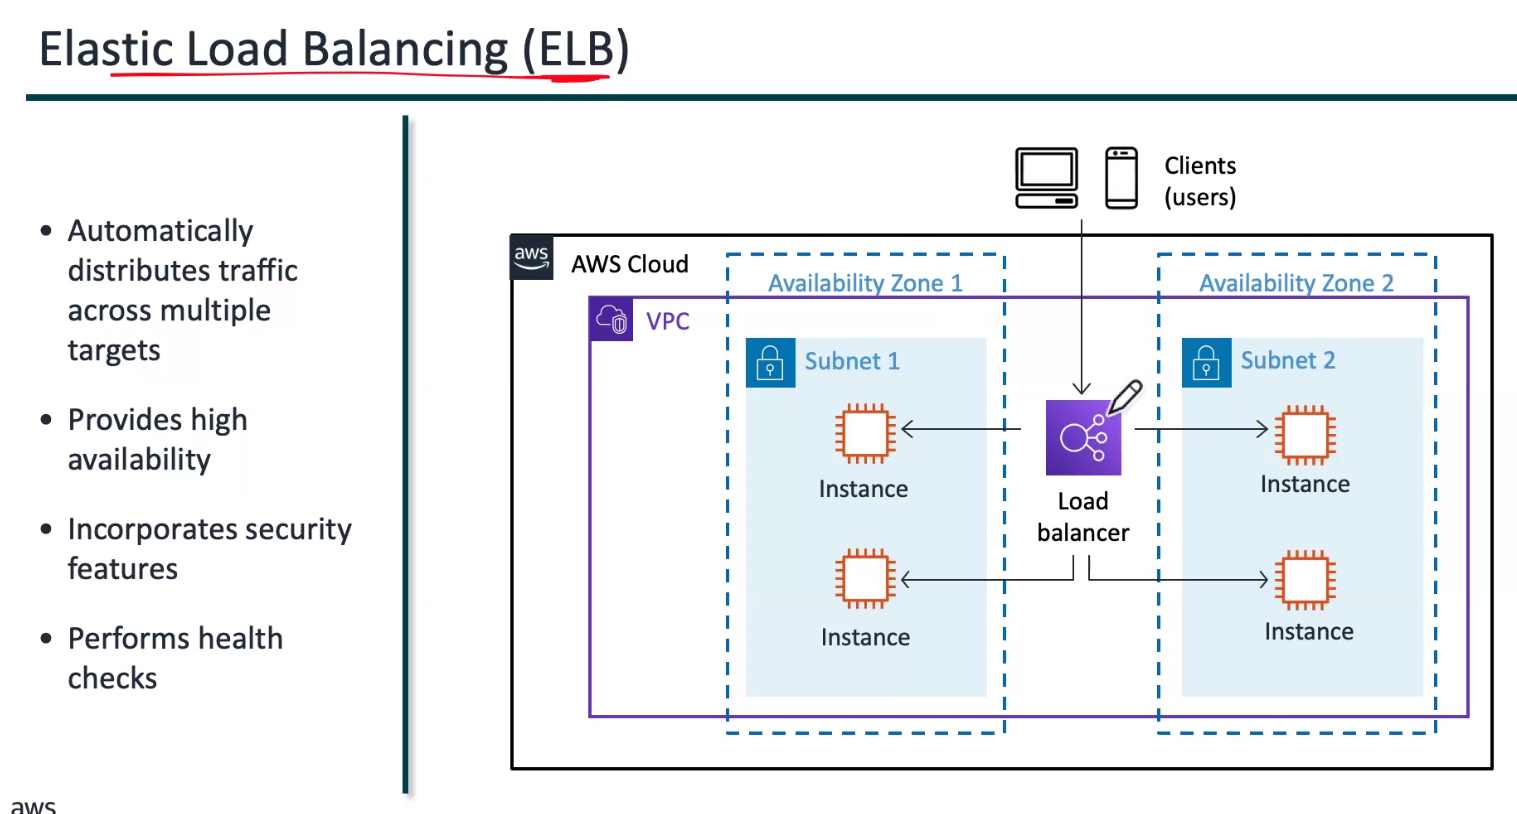 Elastic Load Balancing (ELB)
• Automatically
distributes traffic
across multiple
targets
• Provides high
availability
• Incorporates security
features
• Performs health
checks
Clients
(users)
aws
AWS Cloud
Availability Zone 1
Availability Zone 2
VPC
Subnet 1
Subnet 2
Instance
Instance
Load
balancer
Instance
Instance
aws